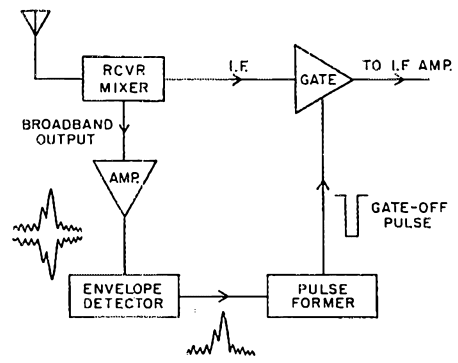 RCVR
MIXER
I.F.
GATE
TO I.F. AMP.
BROADBAND
OUTPUT
AMP.
GATE-OFF
PULSE
ENVELOPE
DETECTOR
PULSE
FORMER